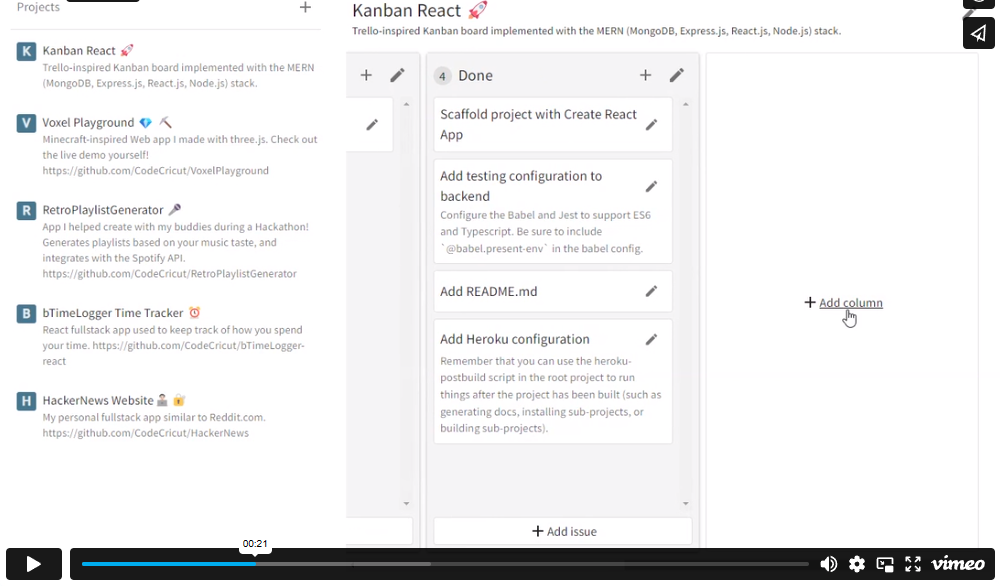 Projects
K
Kanban React
Trello-inspired Kanban board implemented with the MERN
(MongoDB, Express.js, React.js, Node.js) stack.
V
Voxel Playground
Minecraft-inspired Web app I made with three.js. Check out
the live demo yourself!
https://github.com/CodeCricut/VoxelPlayground
R
RetroPlaylistGenerator
App I helped create with my buddies during a Hackathon!
Generates playlists based on your music taste, and
integrates with the Spotify API.
https://github.com/CodeCricut/RetroPlaylistGenerator
B
bTimeLogger Time Tracker
React fullstack app used to keep track of how you spend
your time. https://github.com/CodeCricut/bTimeLogger-
react
H
HackerNews Website
My personal fullstack app similar to Reddit.com.
https://github.com/CodeCricut/HackerNews
Kanban React
Trello-inspired Kanban board implemented with the MERN (MongoDB, Express.js, React.js, Node.js) stack.
4 Done
Scaffold project with Create React
App
Add testing configuration to
backend
Configure the Babel and Jest to support ES6
and Typescript. Be sure to include
`@babel.present-env` in the babel config.
Add README.md
Add Heroku configuration
Remember that you can use the heroku-
postbuild script in the root project to run
things after the project has been built (such as
generating docs, installing sub-projects, or
building sub-projects).
+ Add issue
+ Add column
00:21
vimeo